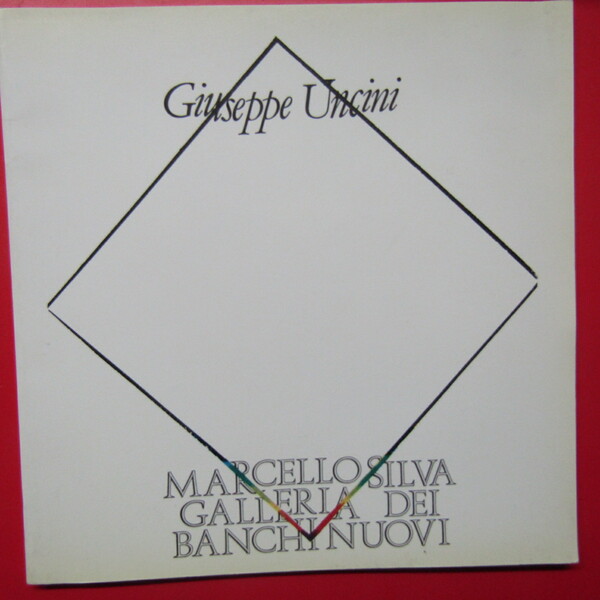 Giuseppe Uncini
MARCELLO SILVA
GALLERIA DEI
BANCHI NUOVI